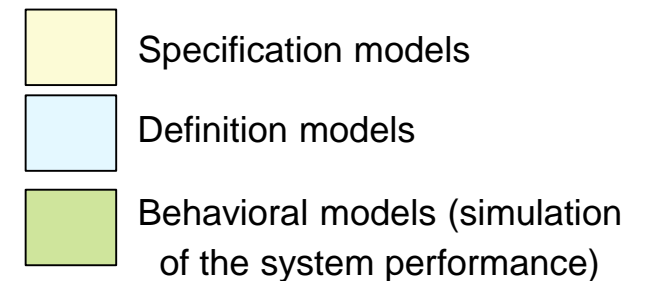 Specification models
Definition models
Behavioral models (simulation
of the system performance)